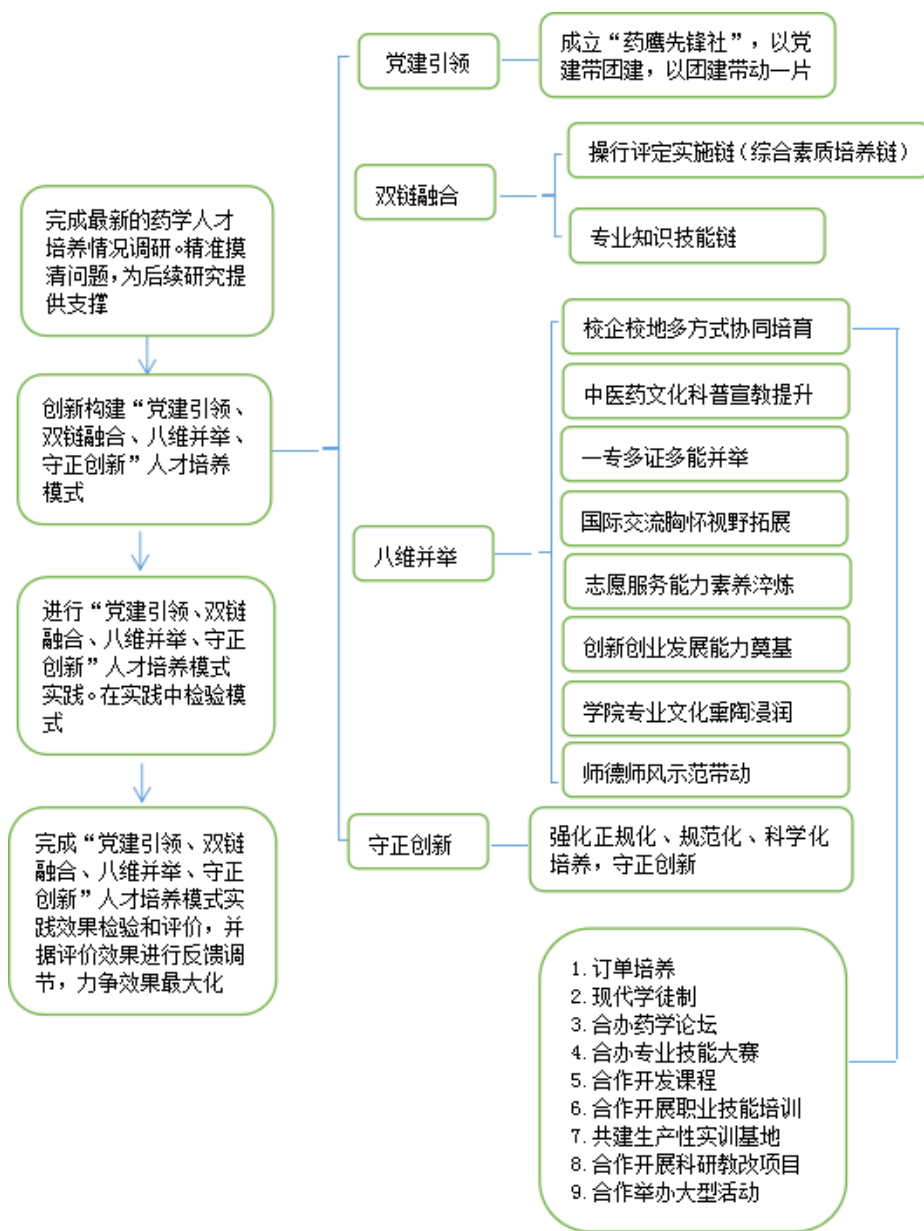 完成最新的药学人才
培养情况调研。精准摸
清问题，为后续研究提
供支撑
创新构建“党建引领、
双链融合、八维并举、
守正创新”人才培养
模式
进行“党建引领、双链
融合、八维并举、守正
创新”人才培养模式
实践。在实践中检验模
式
完成“党建引领、双链
融合、八维并举、守正
创新”人才培养模式实
践效果检验和评价，并
据评价效果进行反馈调
节，力争效果最大化
党建引领
成立“药鹰先锋社”，以党
建带团建，以团建带动一片
双链融合
操行评定实施链（综合素质培养链）
专业知识技能链
八维并举
校企校地多方式协同培育
中医药文化科普宣教提升
一专多证多能并举
国际交流胸怀视野拓展
志愿服务能力素养淬炼
创新创业发展能力奠基
学院专业文化重陶浸润
师德师风示范带动
守正创新
强化正规化、规范化、科学化
培养，守正创新
1. 订单培养
2. 现代学徒制
3. 合办药学论坛
4. 合办专业技能大赛
5. 合作开发课程
6. 合作开展职业技能培训
7. 共建生产性实训基地
8. 合作开展科研教改项目
9. 合作举办大型活动